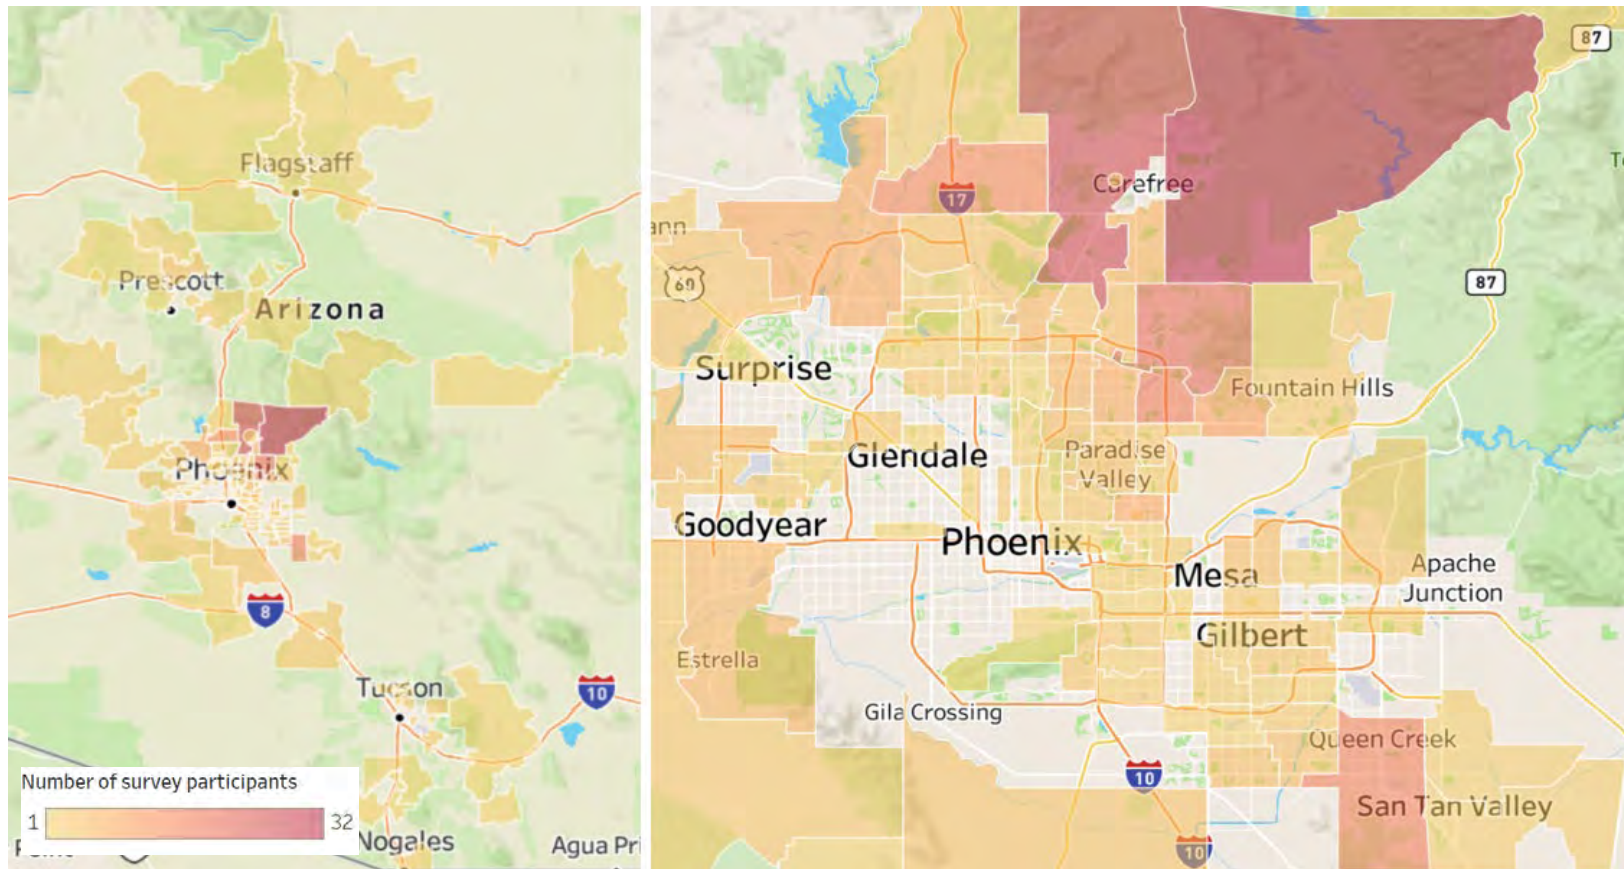 Flagstaff
Prescott
Arizona
Phoenix
8
Tucson
10
Number of survey participants
1
32
Nogales
Agua Pri
87
17
Carefree
ann
60
87
Surprise
Fountain Hills
Glendale
Paradise
Valley
Goodyear
Phoenix
Mesa
Apache
Junction
Gilbert
Estrella
Gila Crossing
Queen Creek
10
San Tan Valley
10